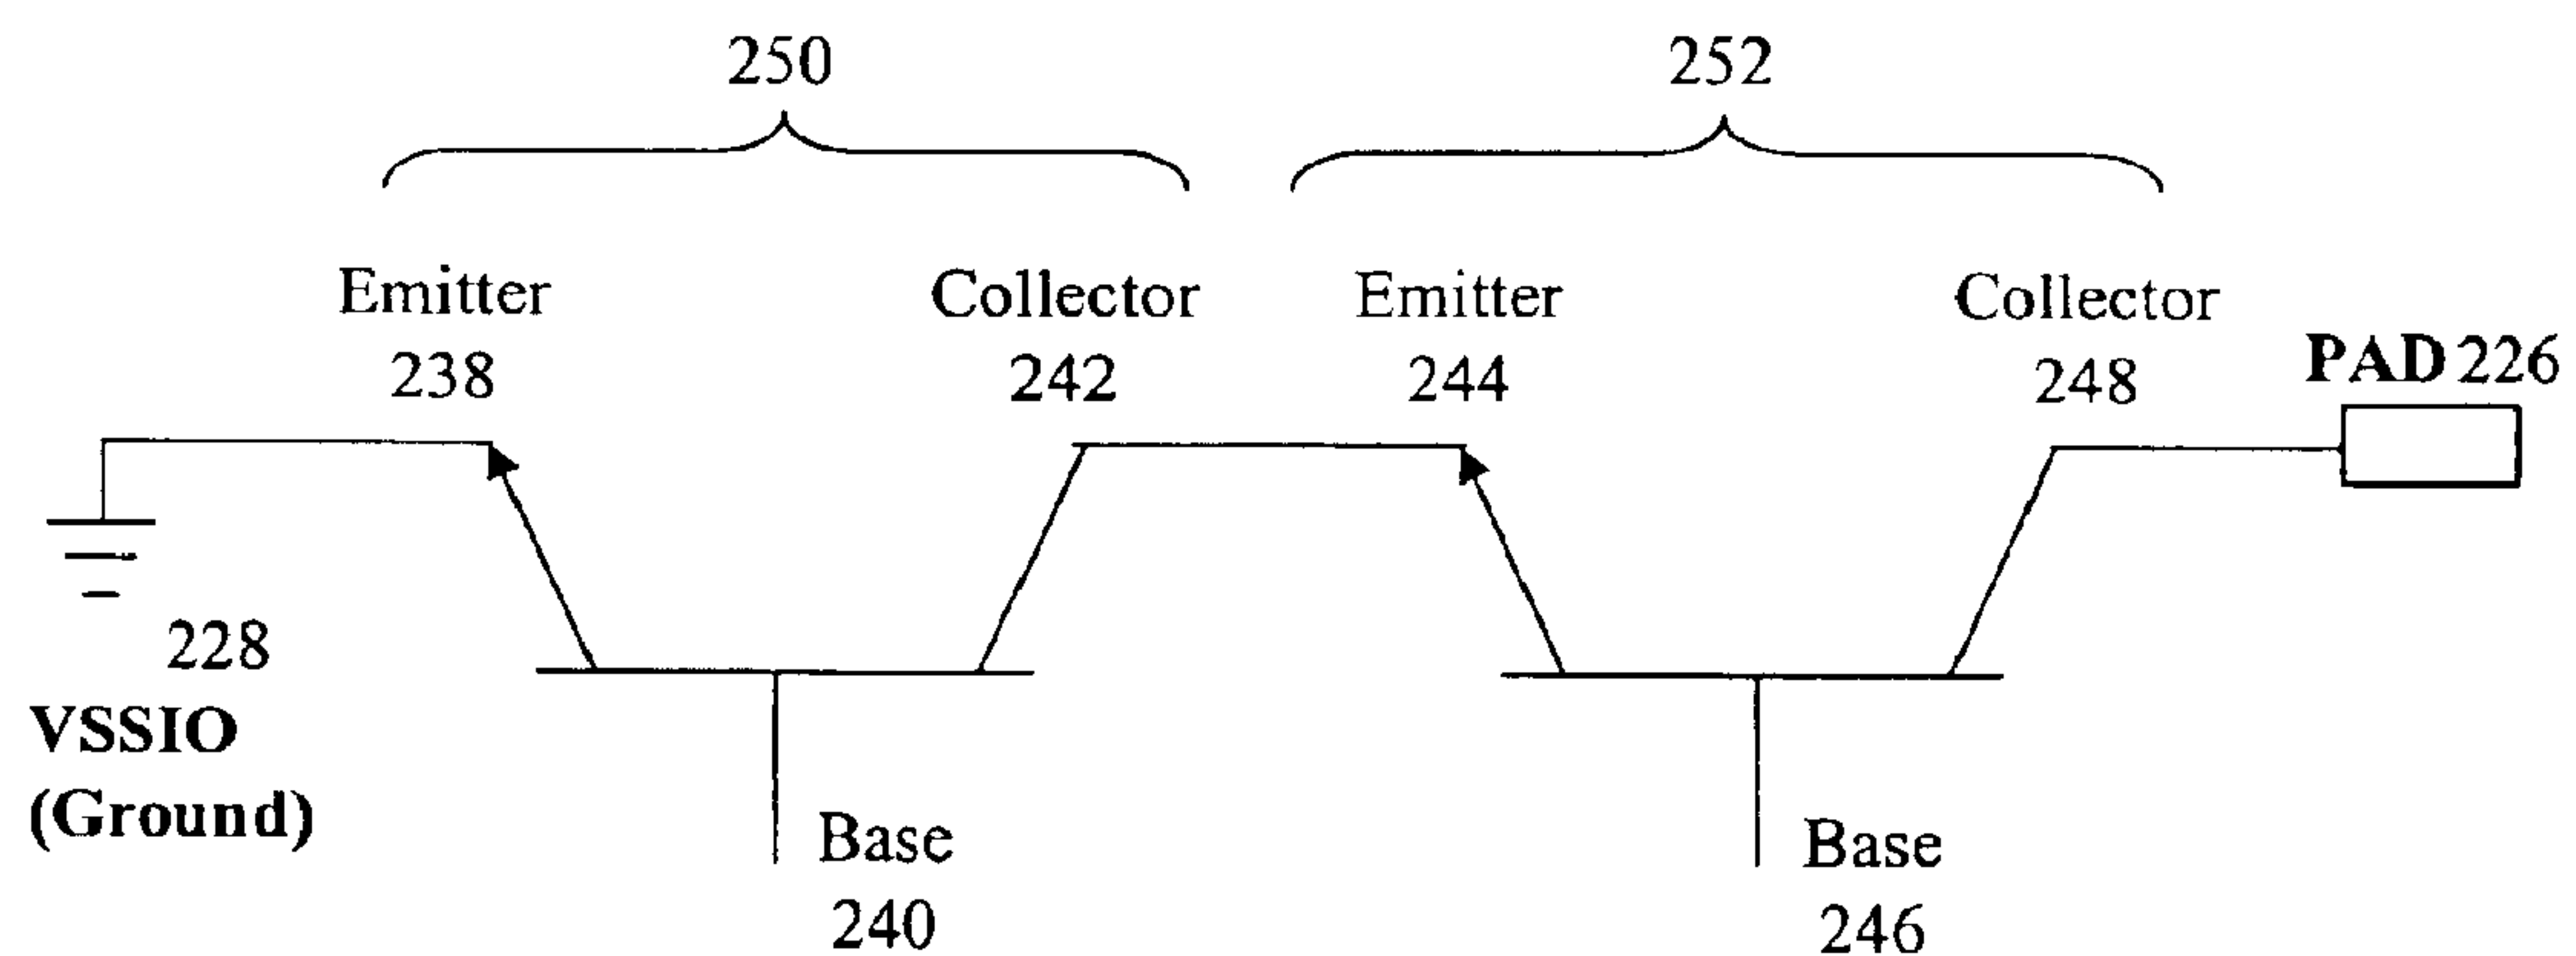 250
252
Emitter
238
Collector
242
Emitter
244
Collector
248
PAD 226
228
VSSIO
(Ground)
Base
240
Base
246